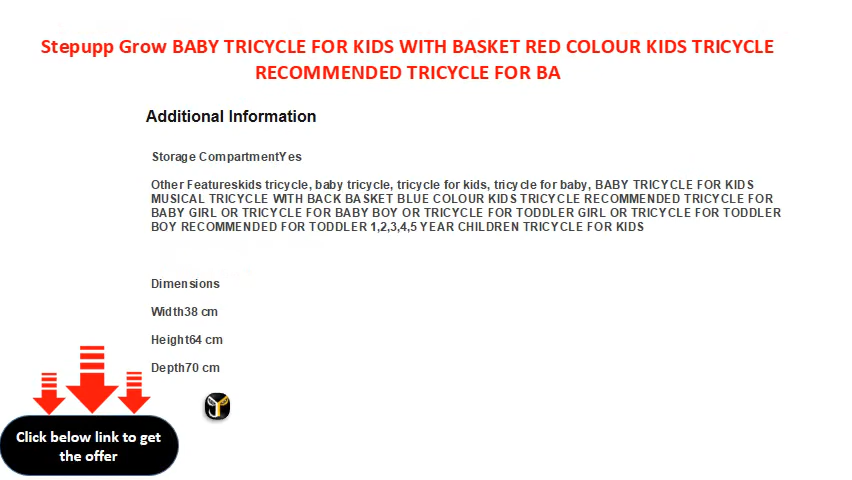 Stepupp Grow BABY TRICYCLE FOR KIDS WITH BASKET RED COLOUR KIDS TRICYCLE
RECOMMENDED TRICYCLE FOR BA
Additional Information
Storage CompartmentYes
Other Featureskids tricycle, baby tricycle, tricycle for kids, tricycle for baby, BABY TRICYCLE FOR KIDS
MUSICAL TRICYCLE WITH BACK BASKET BLUE COLOUR KIDS TRICYCLE RECOMMENDED TRICYCLE FOR
BABY GIRL OR TRICYCLE FOR BABY BOY OR TRICYCLE FOR TODDLER GIRL OR TRICYCLE FOR TODDLER
BOY RECOMMENDED FOR TODDLER 1,2,3,4,5 YEAR CHILDREN TRICYCLE FOR KIDS
Dimensions
Width38 cm
Height64 cm
Depth70 cm
Click below link to get
the offer